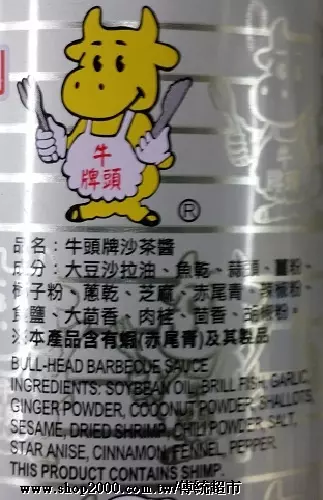 牛
牌頭
®
品名：牛頭牌沙茶醬
成分：大豆沙拉油、魚乾、蒜頭、薑粉、
椰子粉、蔥乾、芝麻、赤尾青、辣椒粉、
食鹽、大茴香、肉桂、茴香、胡椒粉。
※本產品含有蝦(赤尾青)及其製品
BULL-HEAD BARBECUE SAUCE
INGREDIENTS: SOYBEAN OIL, BRILL FISH, GARLIC,
GINGER POWDER, COCONUT POWDER, SHALLOTS,
SESAME, DRIED SHRIMP, CHILI POWDER, SALT,
STAR ANISE, CINNAMON, FENNEL, PEPPER.
THIS PRODUCT CONTAINS SHIMP.
www.shop2000.com.tw/傳統超市